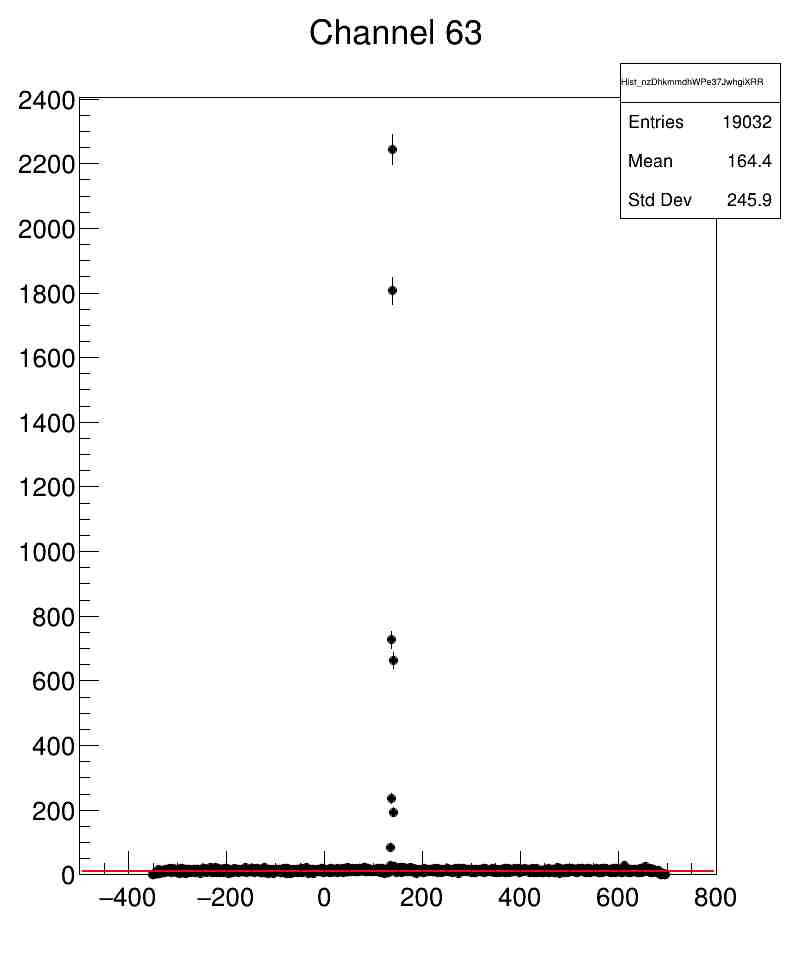 Channel 63
Hist_nzDhkmmdhWPe37JwhgiXRR
Entries 19032
Mean 164.4
Std Dev 245.9
2400
2200
2000
1800
1600
1400
1200
1000
800
600
400
200
0
−400 −200 0 200 400 600 800